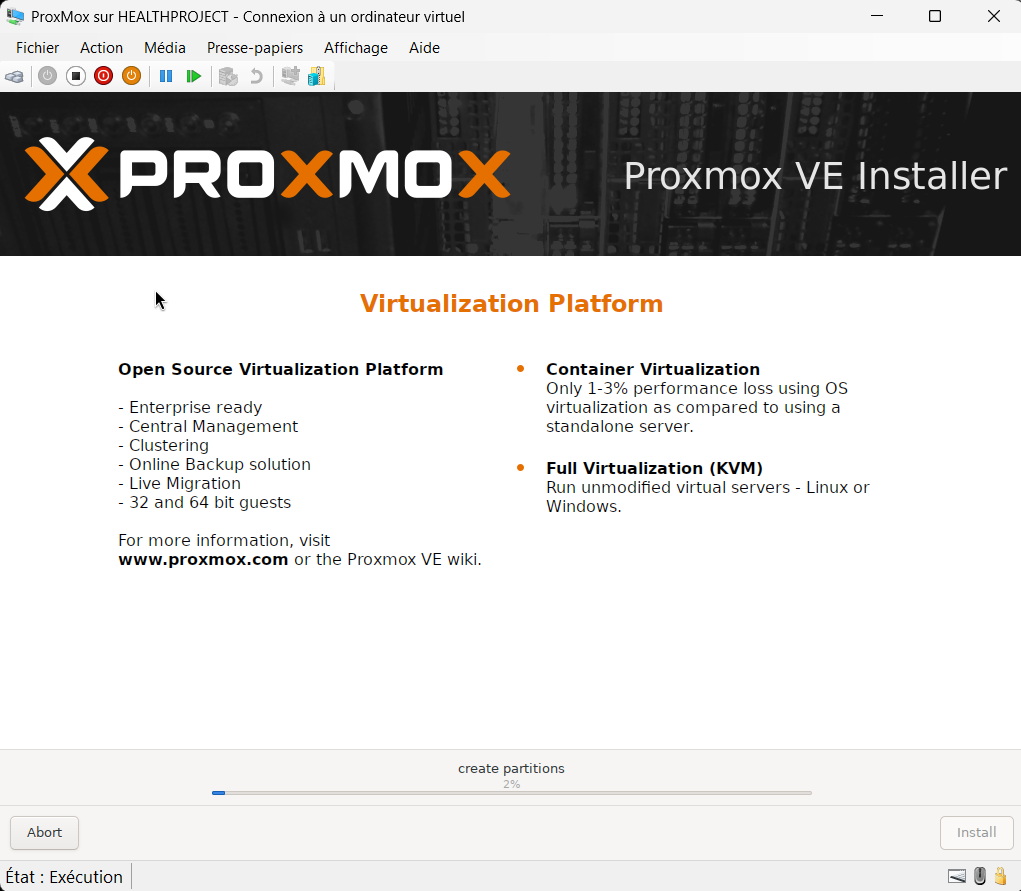 ProxMox sur HEALTHPROJECT - Connexion à un ordinateur virtuel
Fichier Action Média Presse-papiers Affichage Aide
PROXMOX
Proxmox VE Installer
LL
Virtualization Platform
Open Source Virtualization Platform
- Enterprise ready
- Central Management
- Clustering
- Online Backup solution
- Live Migration
- 32 and 64 bit guests
For more information, visit
www.proxmox.com or the Proxmox VE wiki.
• Container Virtualization
Only 1-3% performance loss using OS
virtualization as compared to using a
standalone server.
• Full Virtualization (KVM)
Run unmodified virtual servers - Linux or
Windows.
create partitions
2%
Abort
Install
État : Exécution